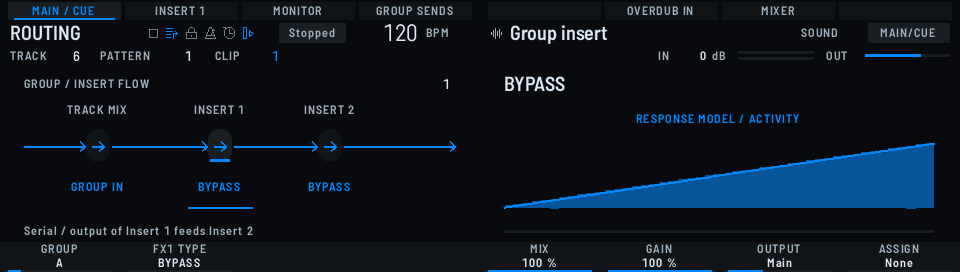 MAIN / CUE INSERT 1 MONITOR GROUP SENDS OVERDUB IN MIXER
ROUTING Stopped 120 BPM
TRACK 6 PATTERN 1 CLIP 1
GROUP / INSERT FLOW 1
TRACK MIX INSERT 1 INSERT 2
GROUP IN BYPASS BYPASS
Serial / output of Insert 1 feeds Insert 2
GROUP FX1 TYPE
A BYPASS
Group insert SOUND MAIN/CUE
IN 0 dB OUT
BYPASS
RESPONSE MODEL / ACTIVITY
MIX GAIN OUTPUT ASSIGN
100 % 100 % Main None